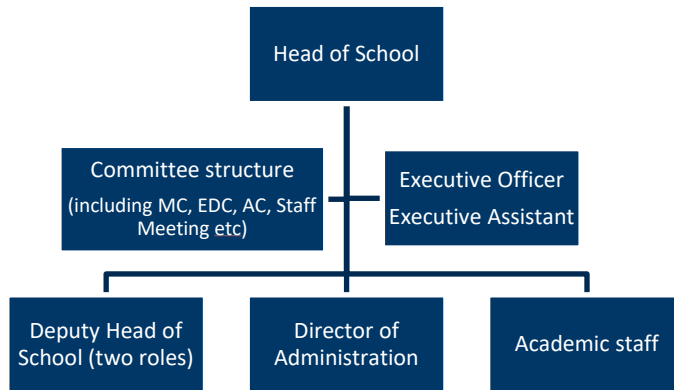 Head of School
Committee structure
(including MC, EDC, AC, Staff
Meeting etc)
Executive Officer
Executive Assistant
Deputy Head of
School (two roles)
Director of
Administration
Academic staff